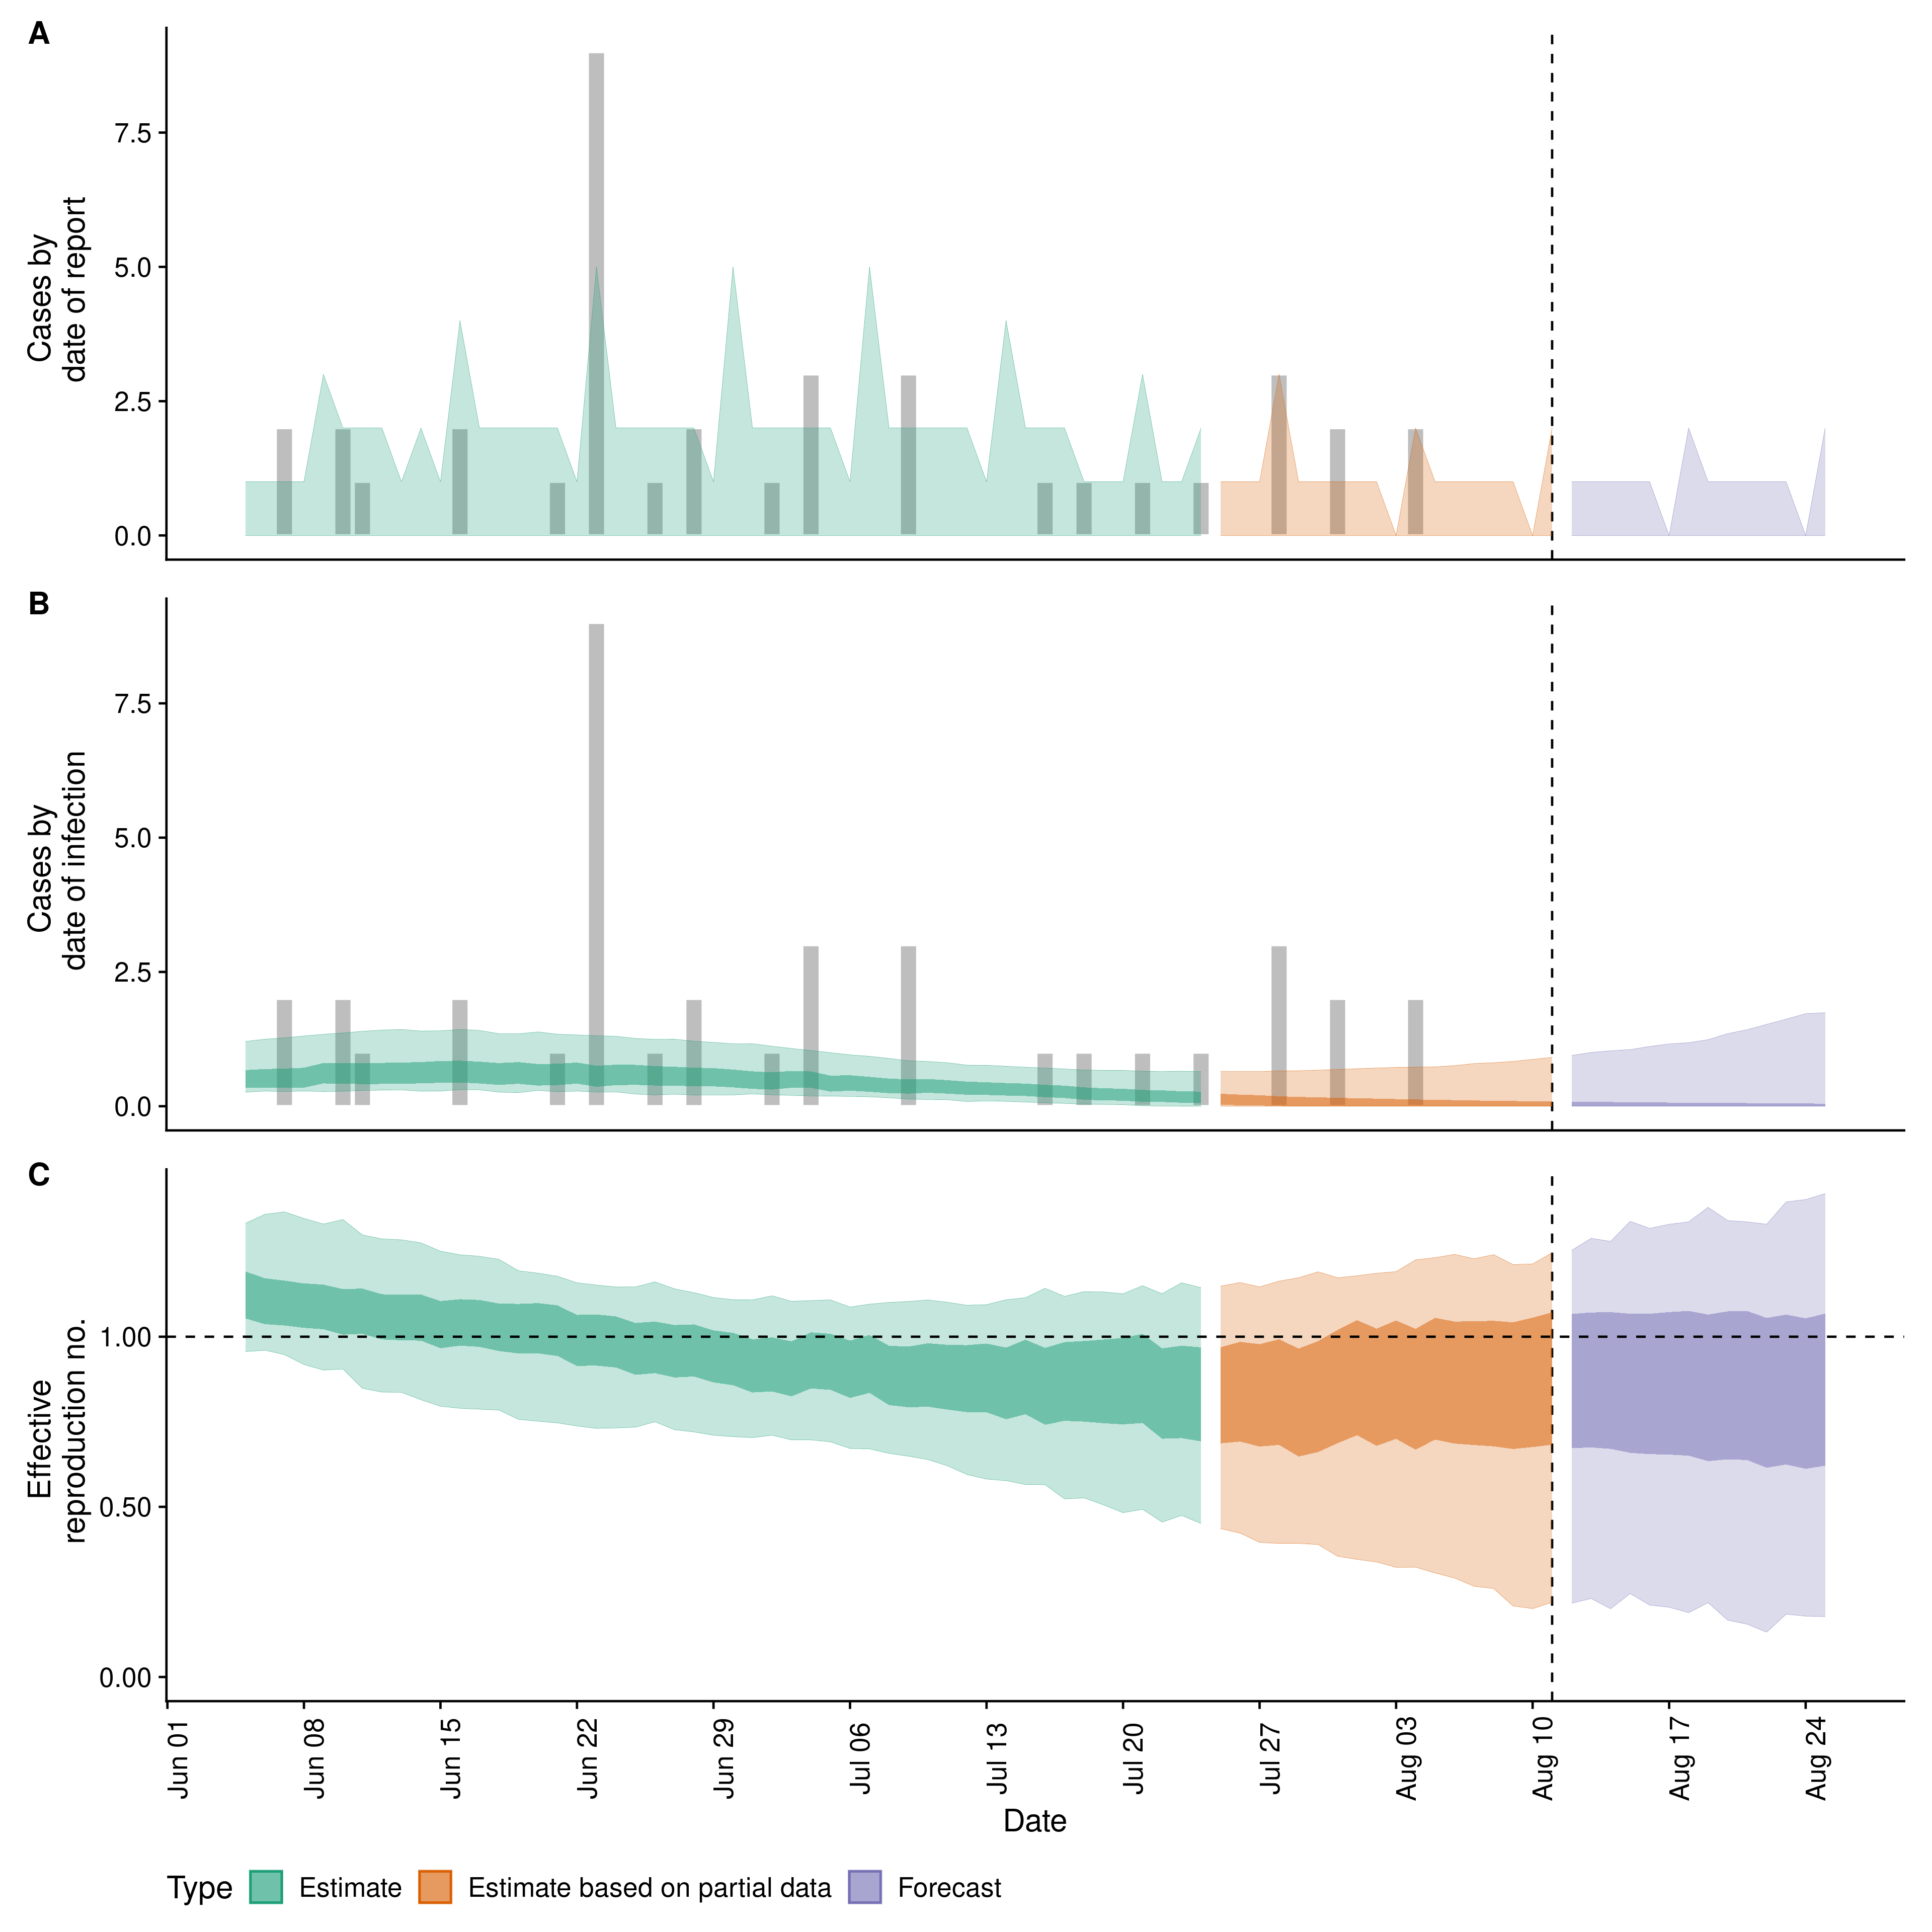 A
Cases by
date of report
7.5
5.0
2.5
0.0
B
Cases by
date of infection
7.5
5.0
2.5
0.0
C
Effective
reproduction no.
1.00
0.50
0.00
Jun 01
Jun 08
Jun 15
Jun 22
Jun 29
Jul 06
Jul 13
Jul 20
Jul 27
Aug 03
Aug 10
Aug 17
Aug 24
Date
Type Estimate Estimate based on partial data Forecast